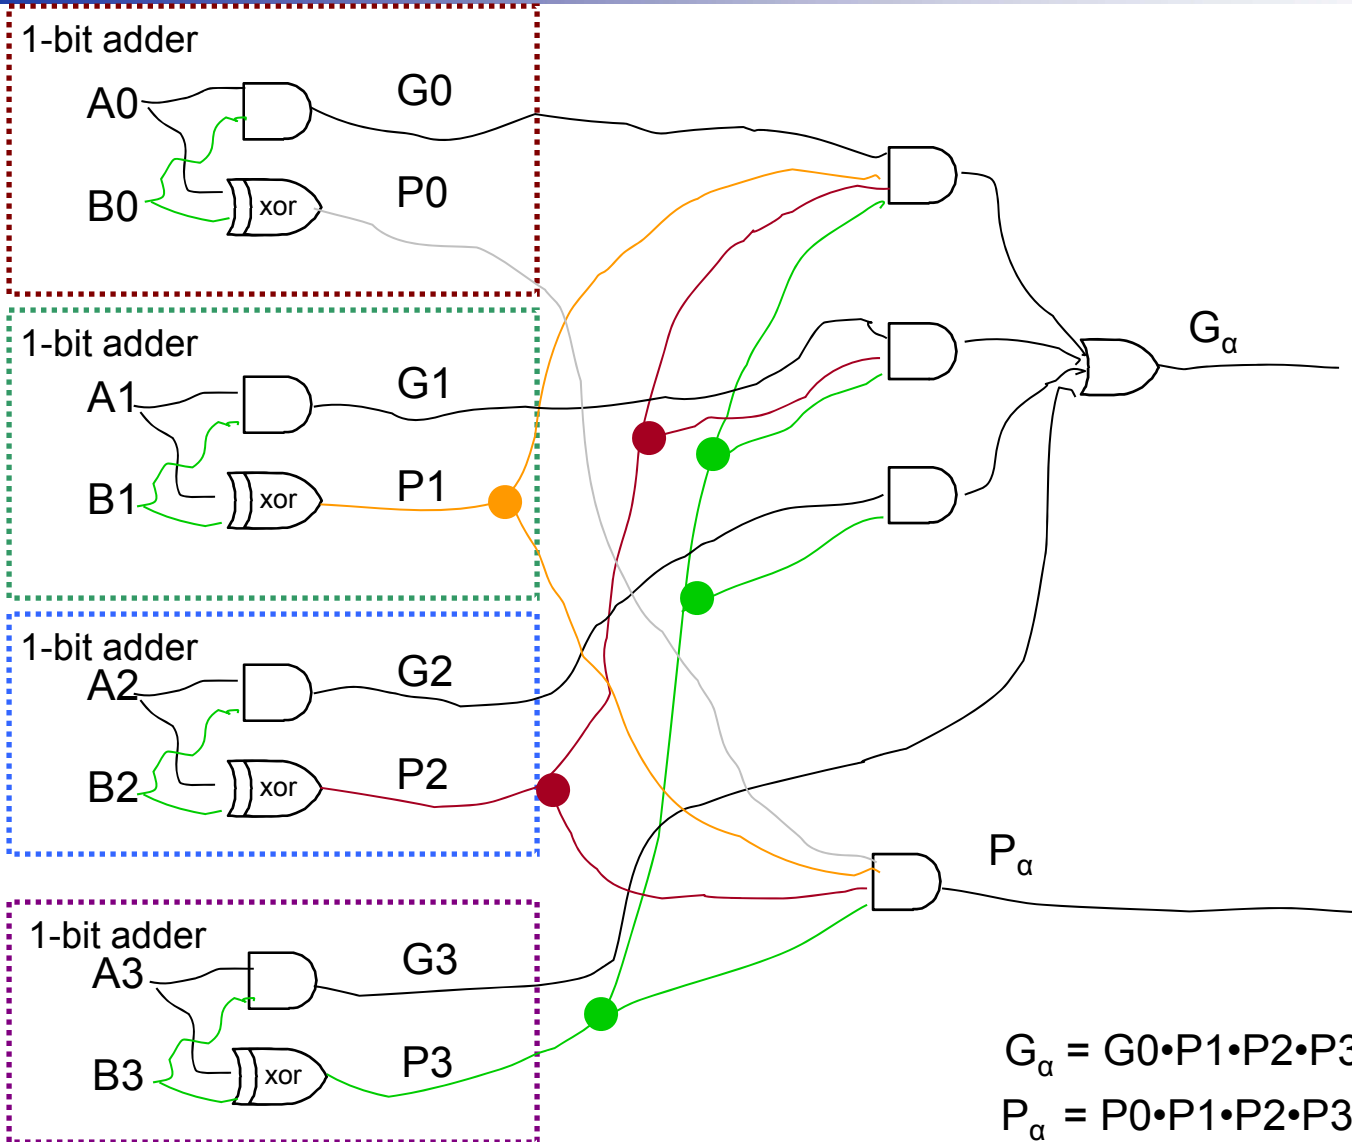 1-bit adder
A0
G0
B0
xor
P0
1-bit adder
A1
G1
B1
xor
P1
1-bit adder
A2
G2
B2
xor
P2
1-bit adder
A3
G3
B3
xor
P3
Gα
Pα
Gα = G0•P1•P2•P3
Pα = P0•P1•P2•P3